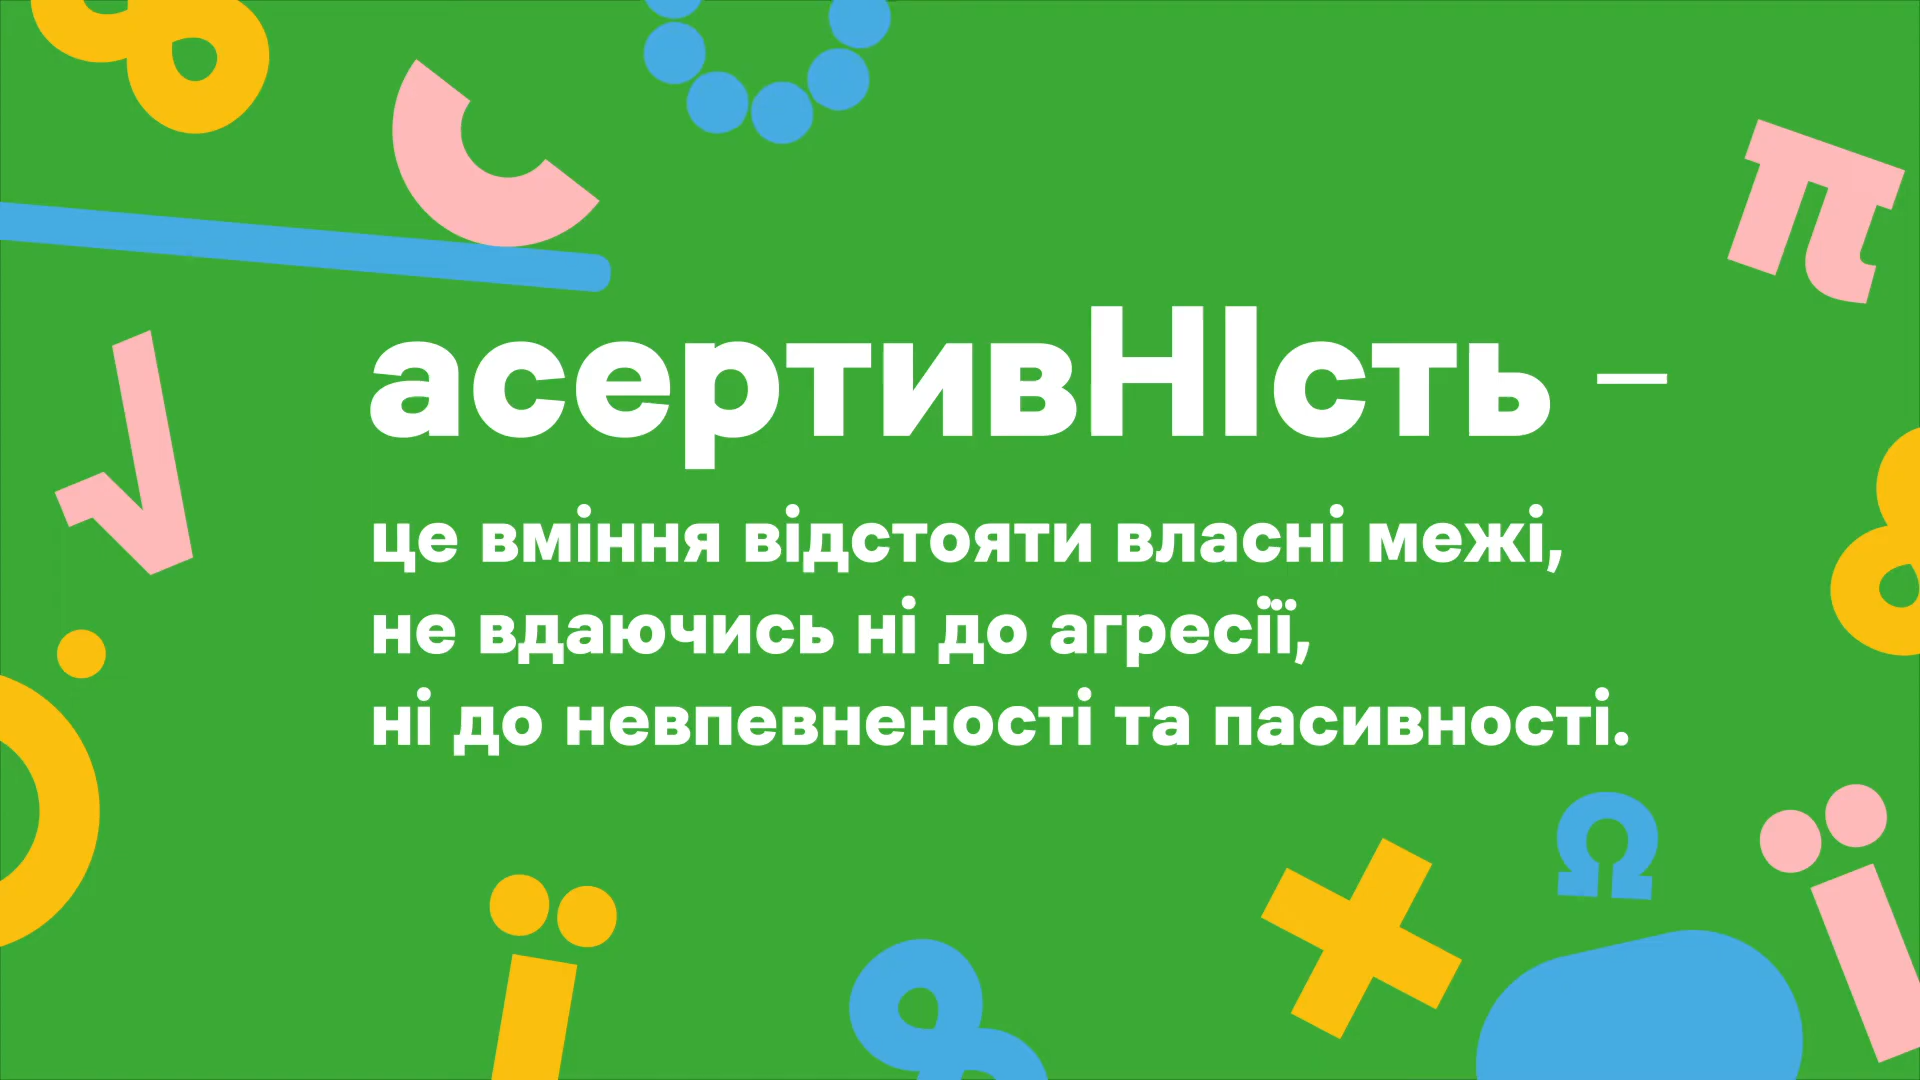 асертивНІсть –
це вміння відстояти власні межі,
не вдаючись ні до агресії,
ні до невпевненості та пасивності.
π
√
Ω
ї
ї